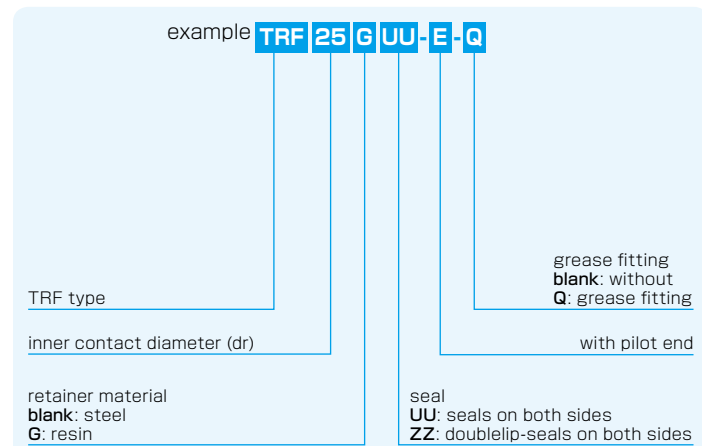 example TRF 25 G UU-E-Q
grease fitting
blank: without
Q: grease fitting
TRF type
inner contact diameter (dr)
with pilot end
retainer material
blank: steel
G: resin
seal
UU: seals on both sides
ZZ: doublelip-seals on both sides